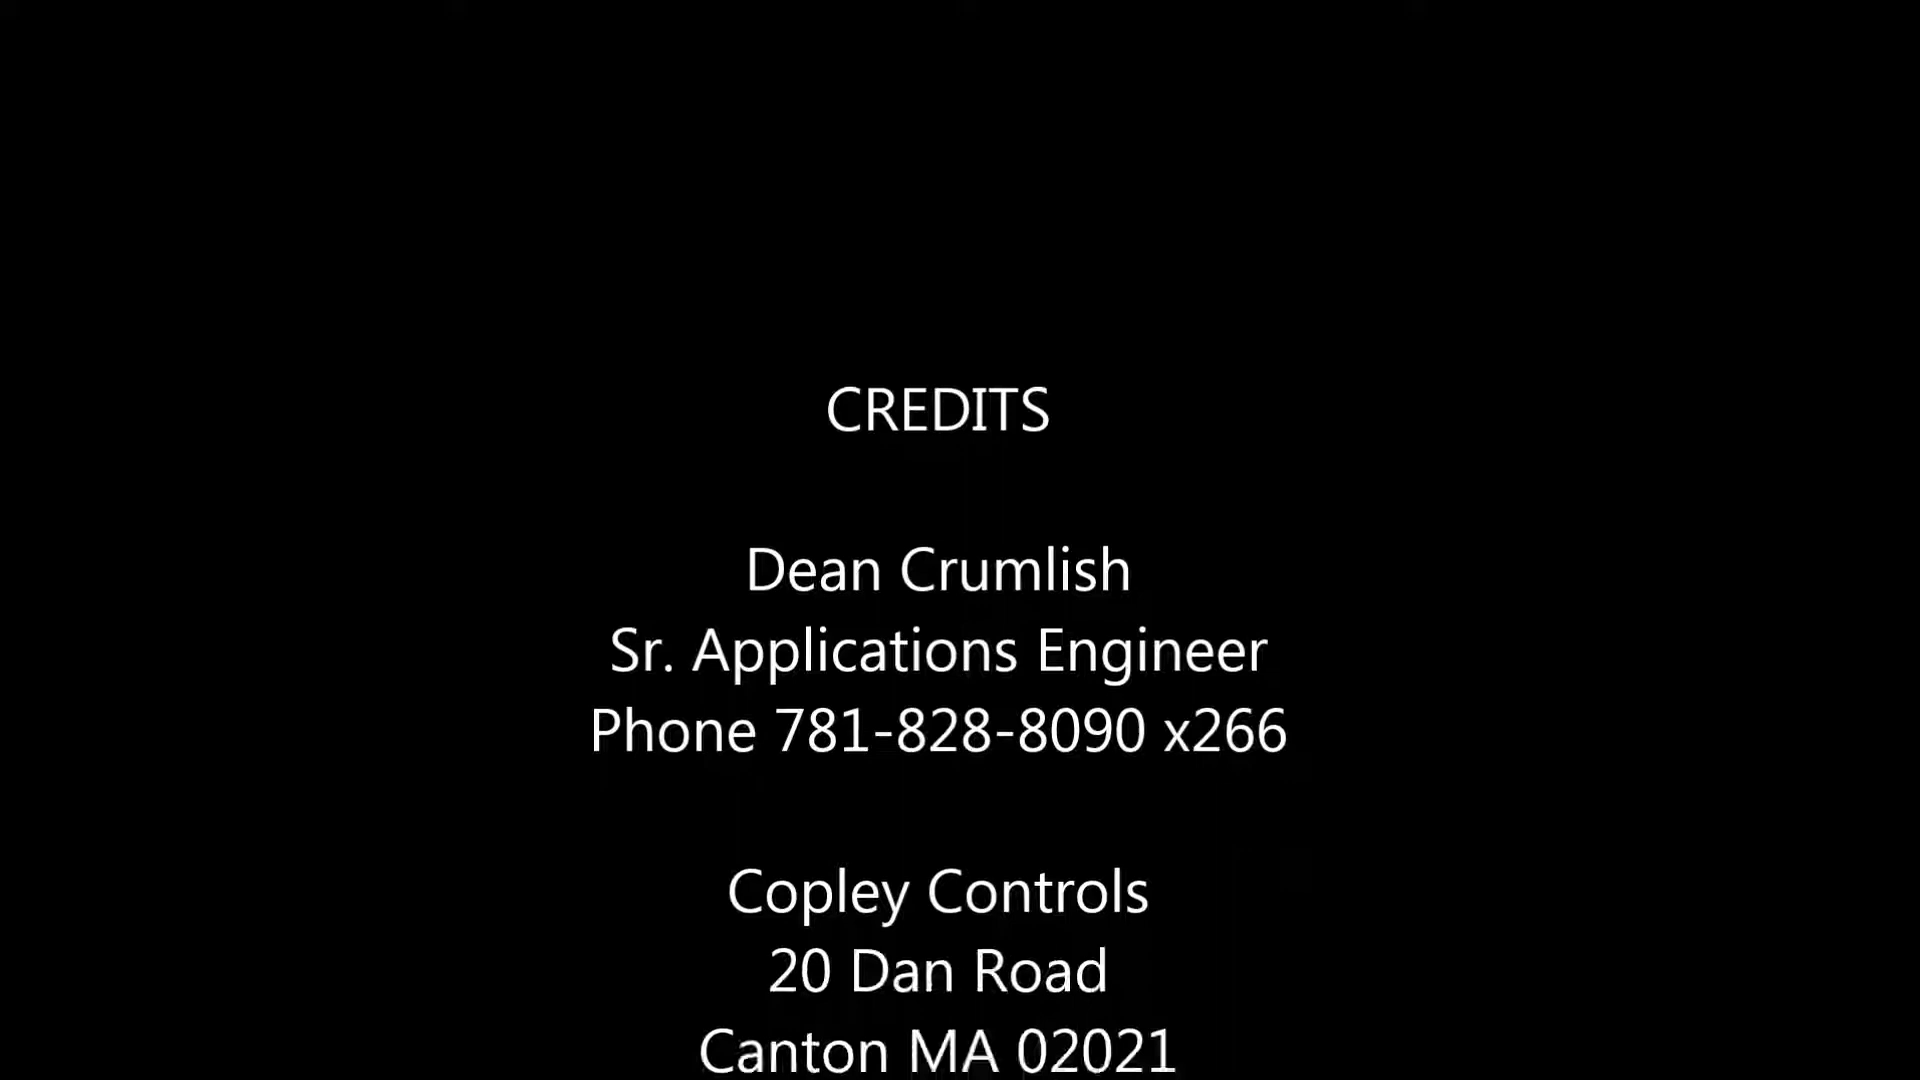 CREDITS
Dean Crumlish
Sr. Applications Engineer
Phone 781-828-8090 x266
Copley Controls
20 Dan Road
Canton MA 02021